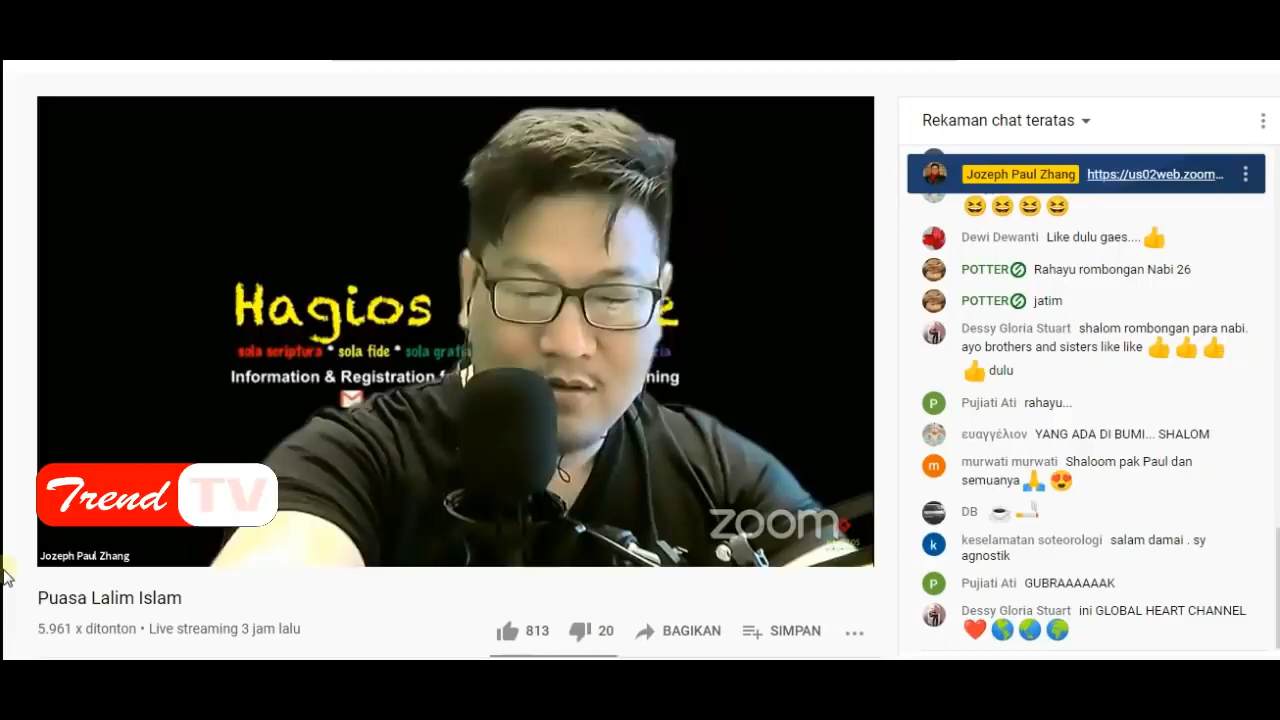 Hagios
sola scriptura * sola fide * sola grati
Information & Registration f
ning
Trend TV
zoom
Jozeph Paul Zhang
Puasa Lalim Islam
5.961 x ditonton • Live streaming 3 jam lalu
813
20
BAGIKAN
SIMPAN
Rekaman chat teratas
Jozeph Paul Zhang https://us02web.zoom...
😆 😆 😆 😆
Dewi Dewanti Like dulu gaes.... 👍
POTTER Rahayu rombongan Nabi 26
POTTER jatim
Dessy Gloria Stuart shalom rombongan para nabi.
ayo brothers and sisters like like 👍 👍 👍
👍 dulu
P Pujiati Ati rahayu...
ευαγγέλιον YANG ADA DI BUMI... SHALOM
m murwati murwati Shaloom pak Paul dan
semuanya 🙏 😍
DB ☕ 🚬
k keselamatan soteorologi salam damai . sy
agnostik
P Pujiati Ati GUBRAAAAAAK
Dessy Gloria Stuart ini GLOBAL HEART CHANNEL
❤️ 🌎 🌏 🌍